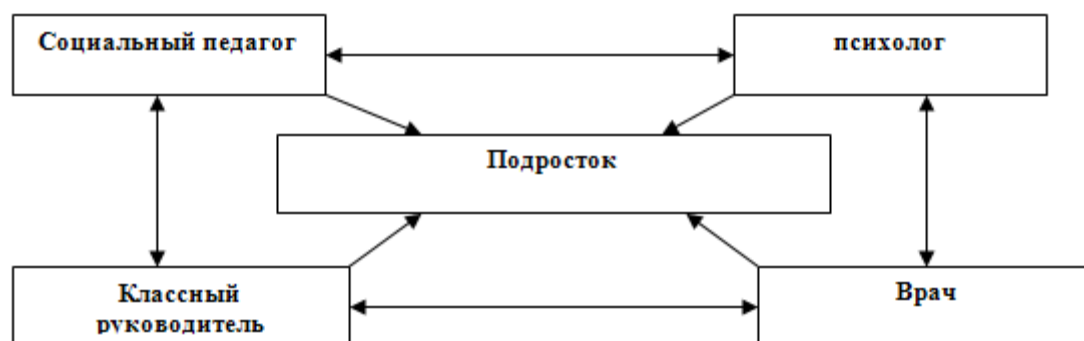 Социальный педагог
психолог
Подросток
Классный
руководитель
Врач